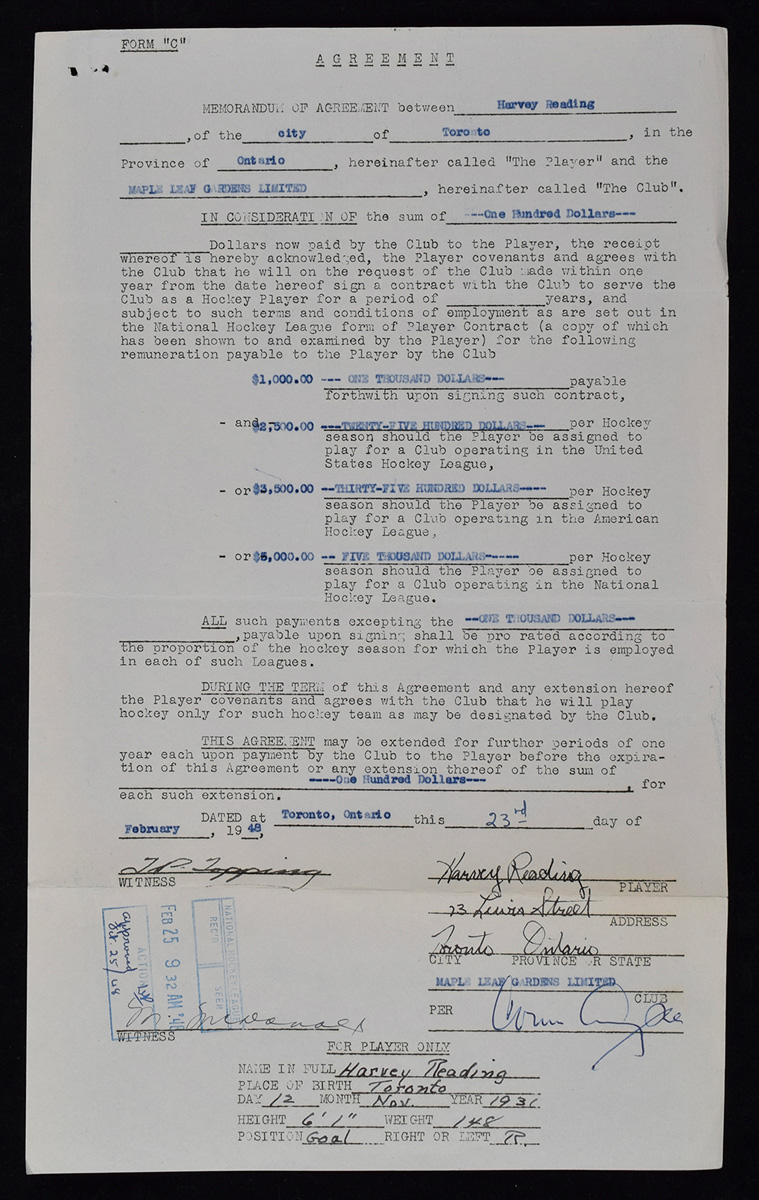 FORM "C"
AGREEMENT
MEMORANDUM OF AGREEMENT between Harvey Reading
, of the city of Toronto, in the
Province of Ontario, hereinafter called "The Player" and the
MAPLE LEAF GARDENS LIMITED, hereinafter called "The Club".
IN CONSIDERATION OF the sum of ---One Hundred Dollars---
Dollars now paid by the Club to the Player, the receipt
whereof is hereby acknowledged, the Player covenants and agrees with
the Club that he will on the request of the Club made within one
year from the date hereof sign a contract with the Club to serve the
Club as a Hockey Player for a period of years, and
subject to such terms and conditions of employment as are set out in
the National Hockey League form of Player Contract (a copy of which
has been shown to and examined by the Player) for the following
remuneration payable to the Player by the Club
$1,000.00 --- ONE THOUSAND DOLLARS--- payable
forthwith upon signing such contract,
- and $2,500.00 ---TWENTY-FIVE HUNDRED DOLLARS--- per Hockey
season should the Player be assigned to
play for a Club operating in the United
States Hockey League,
- or $3,500.00 --THIRTY-FIVE HUNDRED DOLLARS----- per Hockey
season should the Player be assigned to
play for a Club operating in the American
Hockey League,
- or $5,000.00 -- FIVE THOUSAND DOLLARS----- per Hockey
season should the Player be assigned to
play for a Club operating in the National
Hockey League.
ALL such payments excepting the --ONE THOUSAND DOLLARS---
, payable upon signing shall be pro rated according to
the proportion of the hockey season for which the Player is employed
in each of such Leagues.
DURING THE TERM of this Agreement and any extension hereof
the Player covenants and agrees with the Club that he will play
hockey only for such hockey team as may be designated by the Club.
THIS AGREEMENT may be extended for further periods of one
year each upon payment by the Club to the Player before the expira-
tion of this Agreement or any extension thereof of the sum of
----One Hundred Dollars---, for
each such extension.
DATED at Toronto, Ontario this 23rd day of
February, 1948,
WITNESS
Harvey Reading
PLAYER
23 Lewis Street
ADDRESS
Toronto Ontario
CITY PROVINCE OR STATE
MAPLE LEAF GARDENS LIMITED
CLUB
PER
NATIONAL HOCKEY LEAGUE
REC'D SEEN
FEB 25 9 32 AM '48
ACTION
approved
WITNESS
FOR PLAYER ONLY
NAME IN FULL Harvey Reading
PLACE OF BIRTH Toronto
DAY 12 MONTH Nov. YEAR 1931
HEIGHT 6' 1" WEIGHT 148
POSITION Goal RIGHT OR LEFT R.